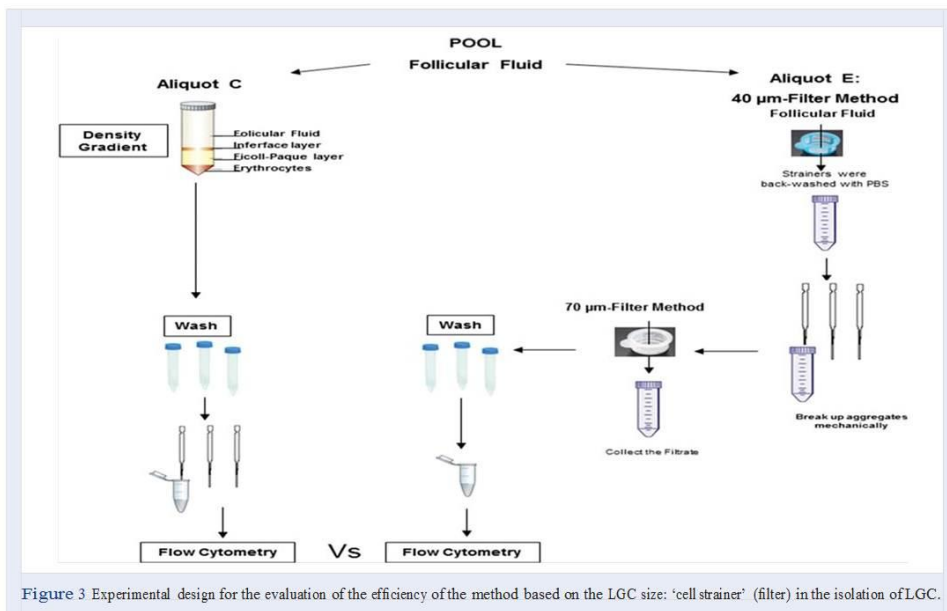 POOL
Follicular Fluid
Aliquot C
Density
Gradient
Eolicular Fluid
Inferface layer
Ficoll-Paque layer
Erythrocytes
Wash
Flow Cytometry
Vs
Aliquot E:
40 µm-Filter Method
Follicular Fluid
Strainers were
back-washed with PBS
Break up aggregates
mechanically
70 µm-Filter Method
Collect the Filtrate
Wash
Flow Cytometry
Figure 3 Experimental design for the evaluation of the efficiency of the method based on the LGC size: ‘cell strainer’ (filter) in the isolation of LGC.